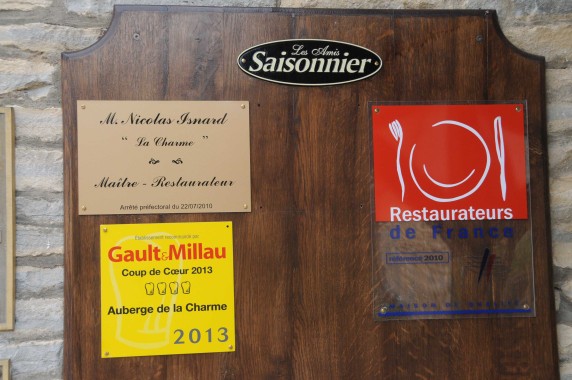 Les Amis
Saisonnier
M. Nicolas Isnard
" La Charme "
Maître - Restaurateur
Arrêté préfectoral du 22/07/2010
Gault&Millau
Coup de Cœur 2013
Auberge de la Charme
2013
Restaurateurs
de France
référence 2010